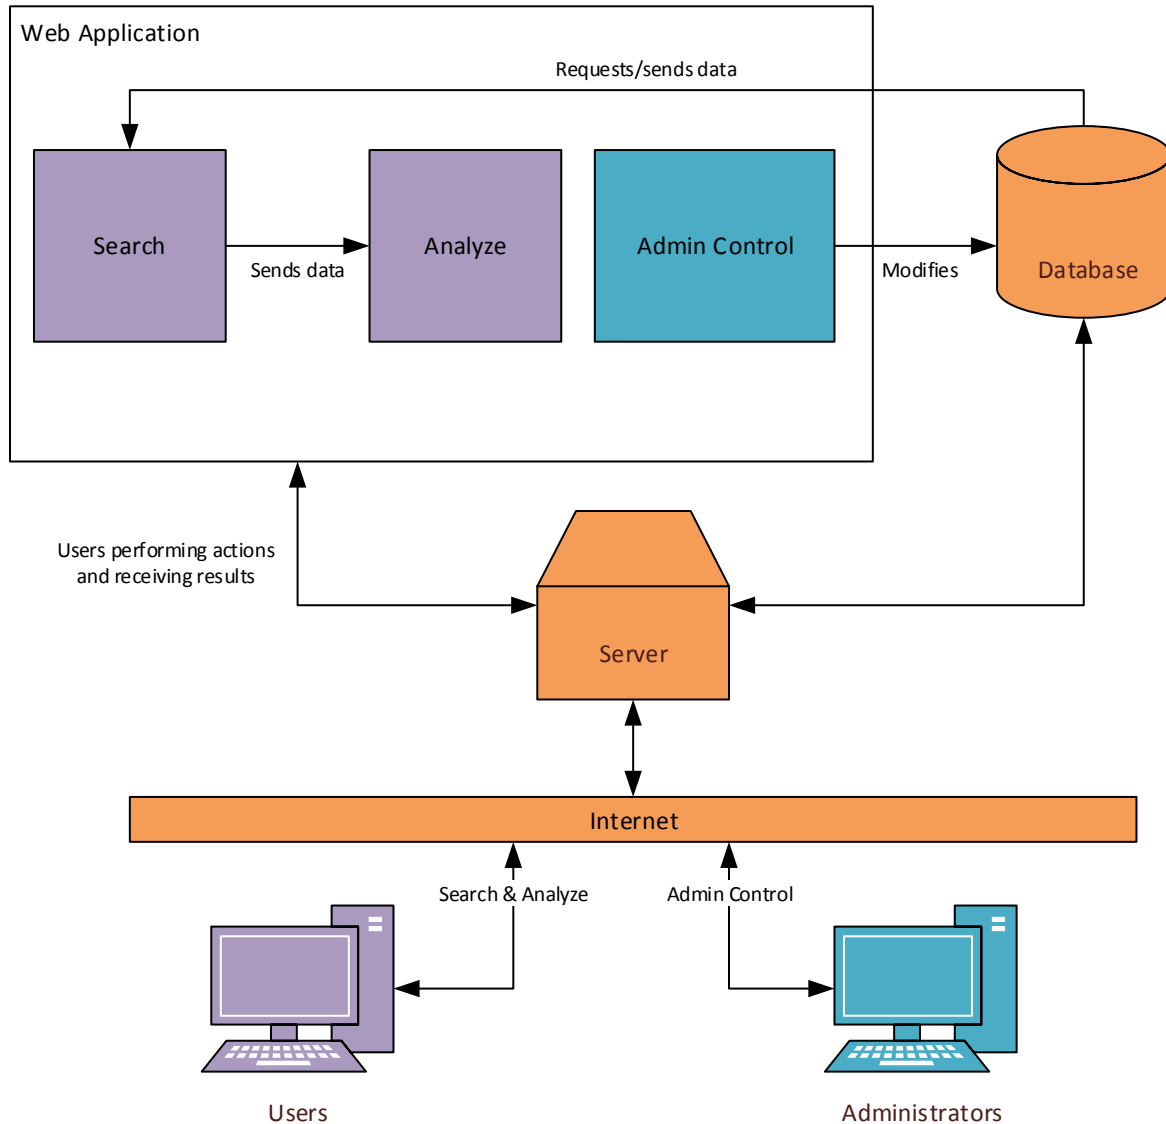 Web Application
Requests/sends data
Search
Sends data
Analyze
Admin Control
Modifies
Database
Users performing actions
and receiving results
Server
Internet
Search & Analyze
Admin Control
Users
Administrators